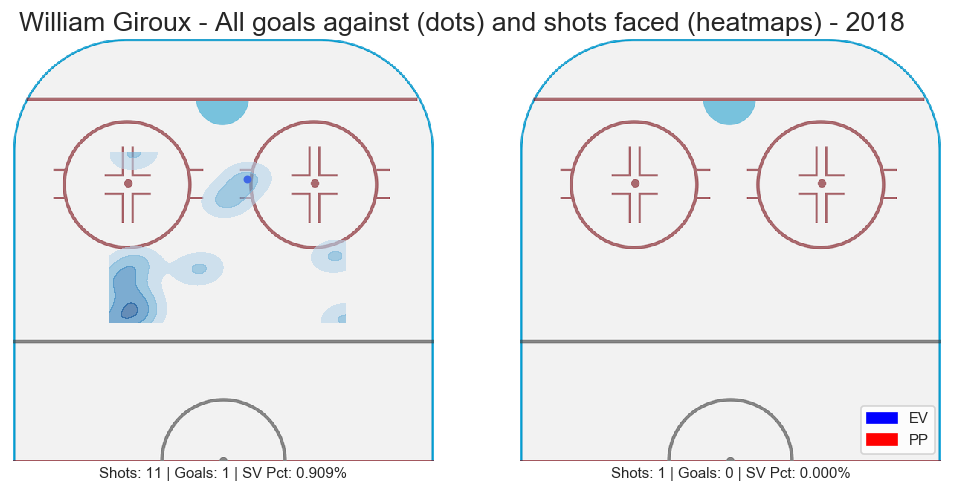 William Giroux - All goals against (dots) and shots faced (heatmaps) - 2018
EV
PP
Shots: 11 | Goals: 1 | SV Pct: 0.909%
Shots: 1 | Goals: 0 | SV Pct: 0.000%